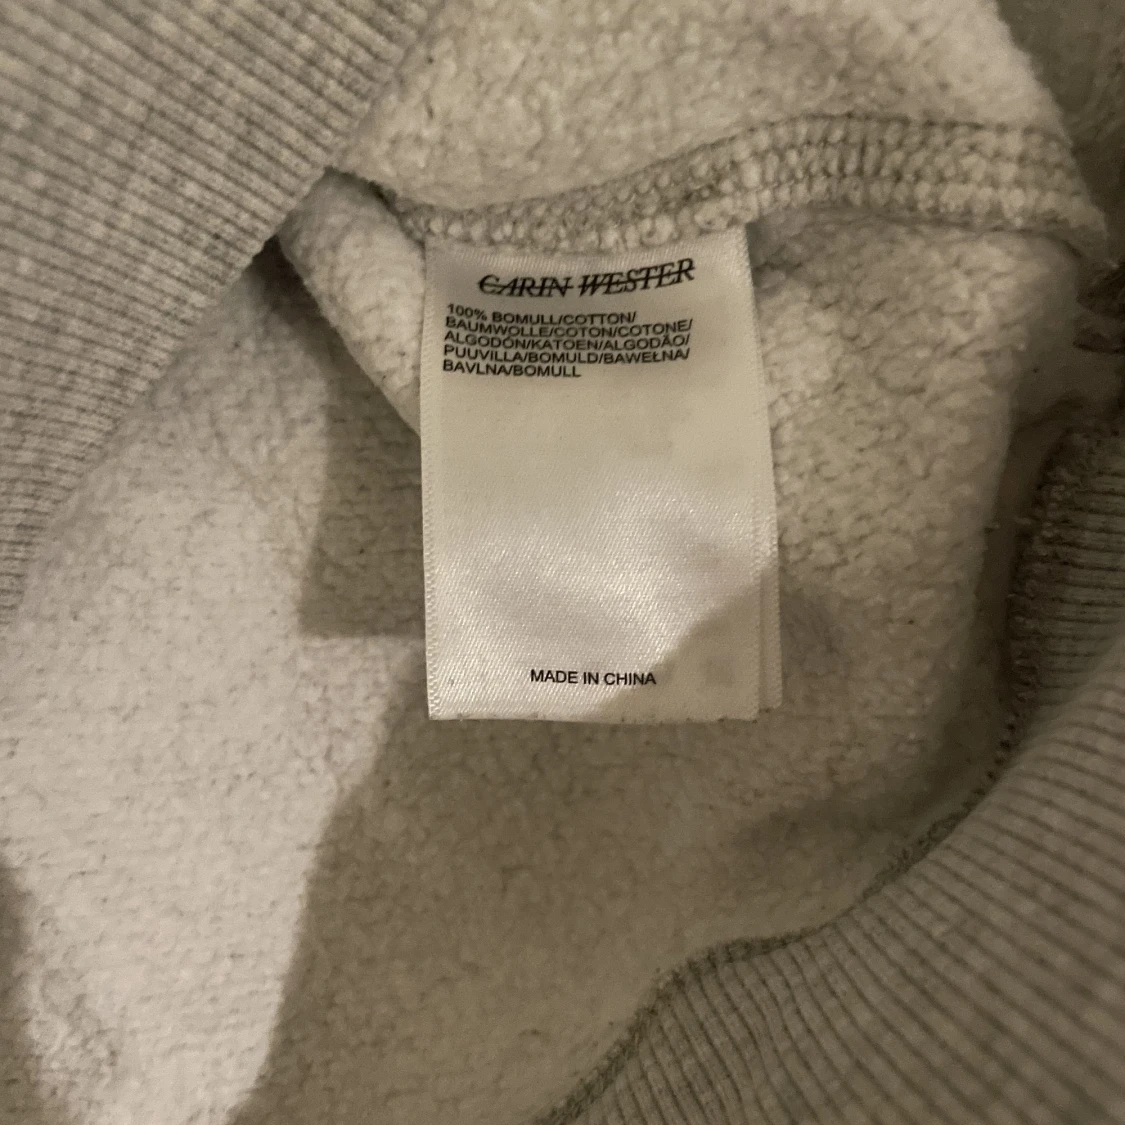 CARIN WESTER
100% BOMULL/COTTON/
BAUMWOLLE/COTON/COTONE/
ALGODÓN/KATOEN/ALGODÃO/
PUUVILLA/BOMULD/BAWEŁNA/
BAVLNA/BOMULL
MADE IN CHINA